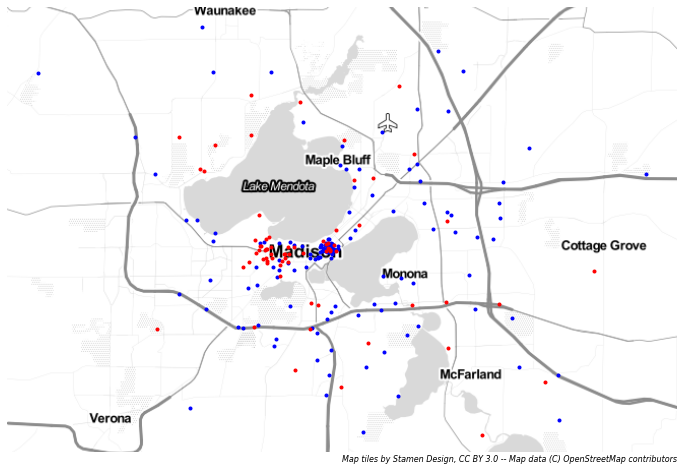 Waunakee
Maple Bluff
Lake Mendota
Madison
Cottage Grove
Monona
McFarland
Verona
Map tiles by Stamen Design, CC BY 3.0 -- Map data (C) OpenStreetMap contributors